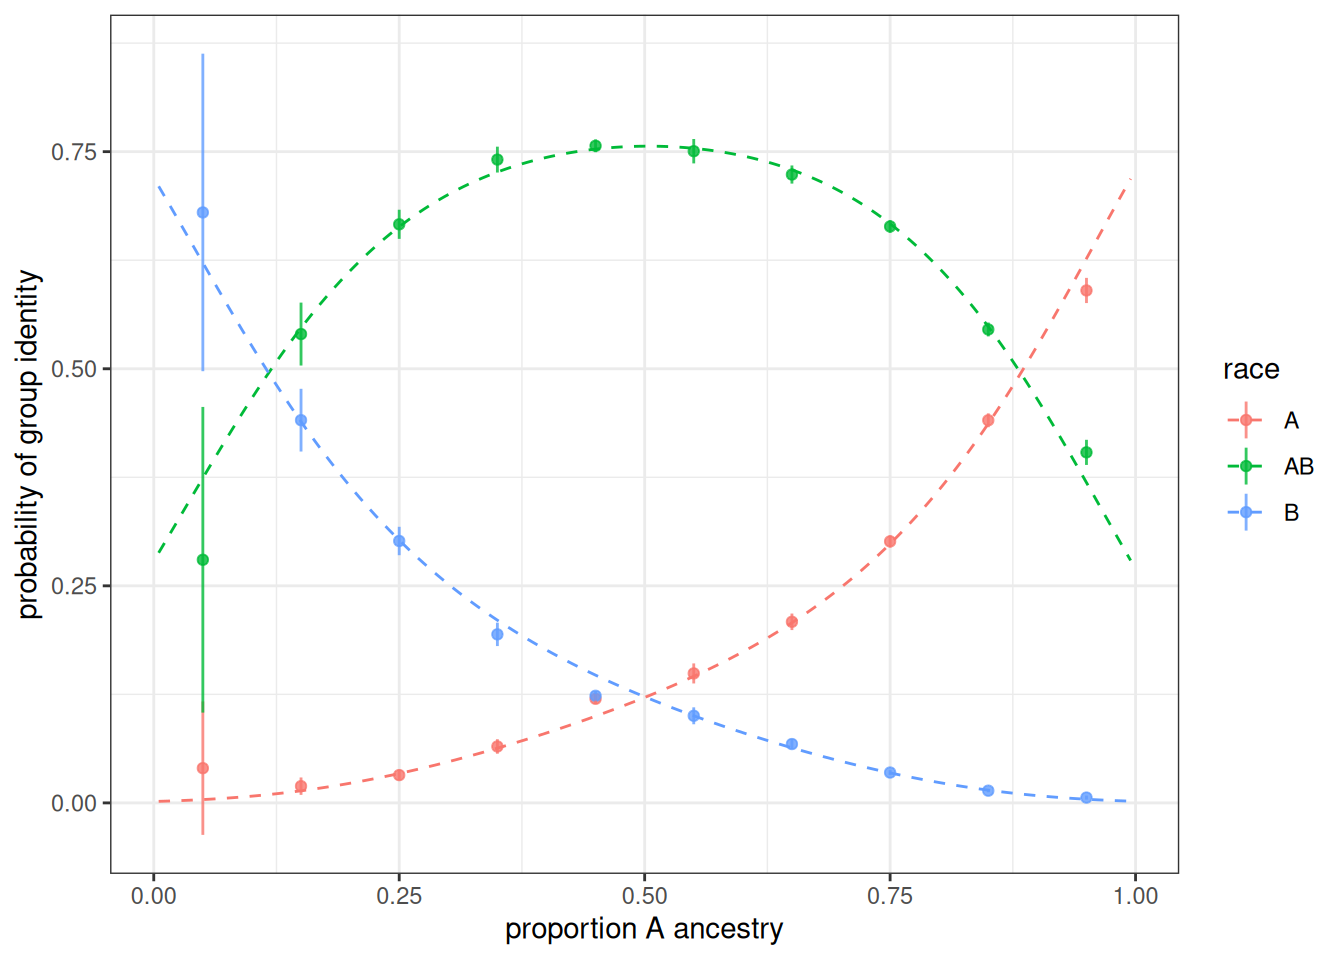 probability of group identity
0.75
0.50
0.25
0.00
0.00 0.25 0.50 0.75 1.00
proportion A ancestry
race
A
AB
B